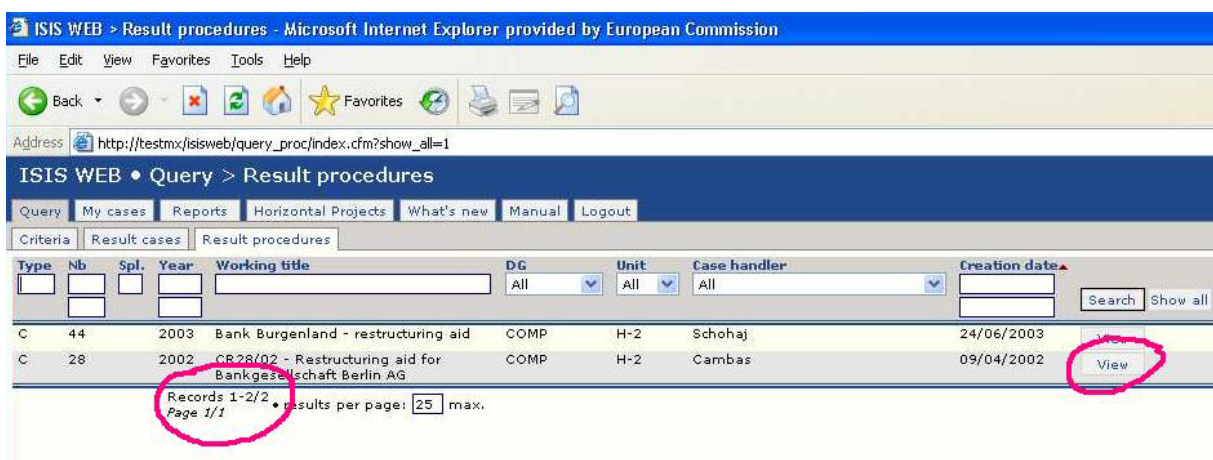 ISIS WEB > Result procedures - Microsoft Internet Explorer provided by European Commission
File Edit View Favorites Tools Help
Back Favorites
Address http://testmx/isisweb/query_proc/index.cfm?show_all=1
ISIS WEB • Query > Result procedures
Query My cases Reports Horizontal Projects What's new Manual Logout
Criteria Result cases Result procedures
Type Nb Spl. Year Working title DG Unit Case handler Creation date
All All All
Search Show all
C 44 2003 Bank Burgenland - restructuring aid COMP H-2 Schohaj 24/06/2003 View
C 28 2002 CR28/02 - Restructuring aid for COMP H-2 Cambas 09/04/2002 View
Bankgesellschaft Berlin AG
Records 1-2/2 • results per page: 25 max.
Page 1/1